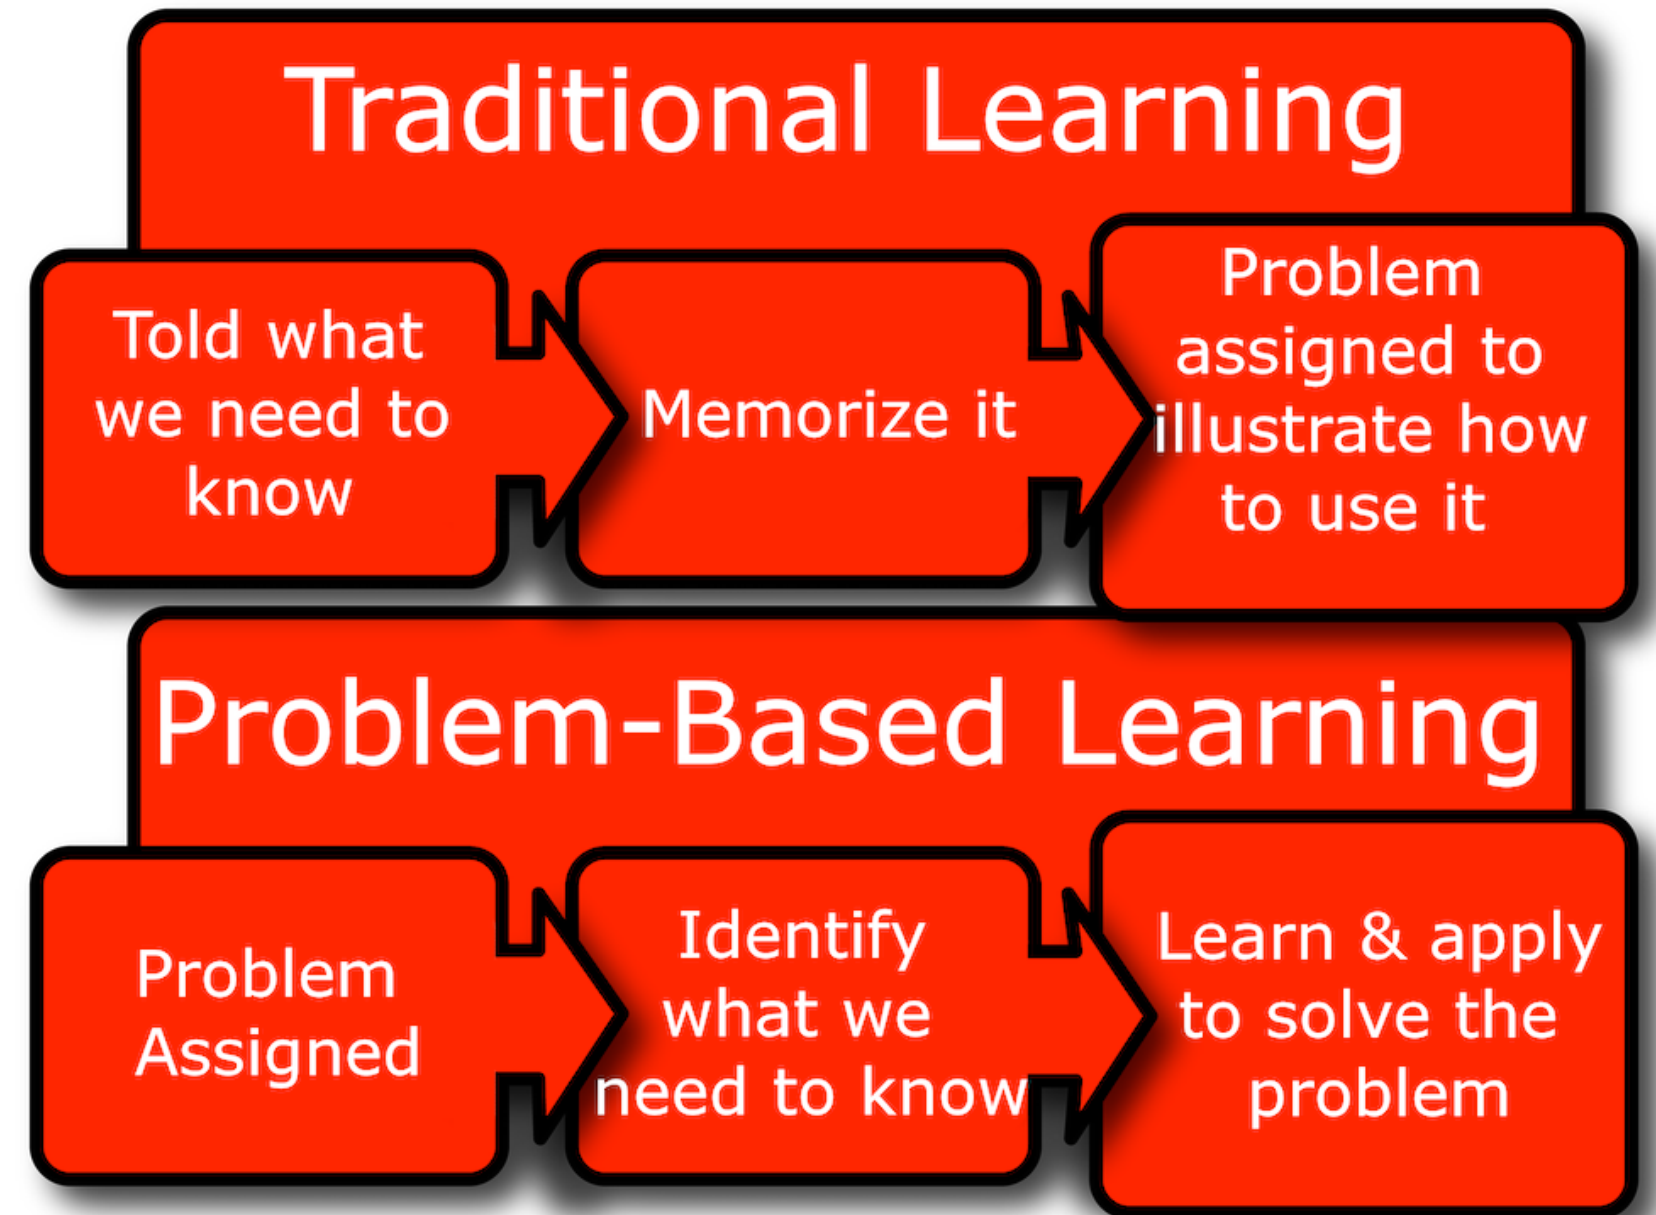 Traditional Learning
Told what
we need to
know
Memorize it
Problem
assigned to
illustrate how
to use it
Problem-Based Learning
Problem
Assigned
Identify
what we
need to know
Learn & apply
to solve the
problem